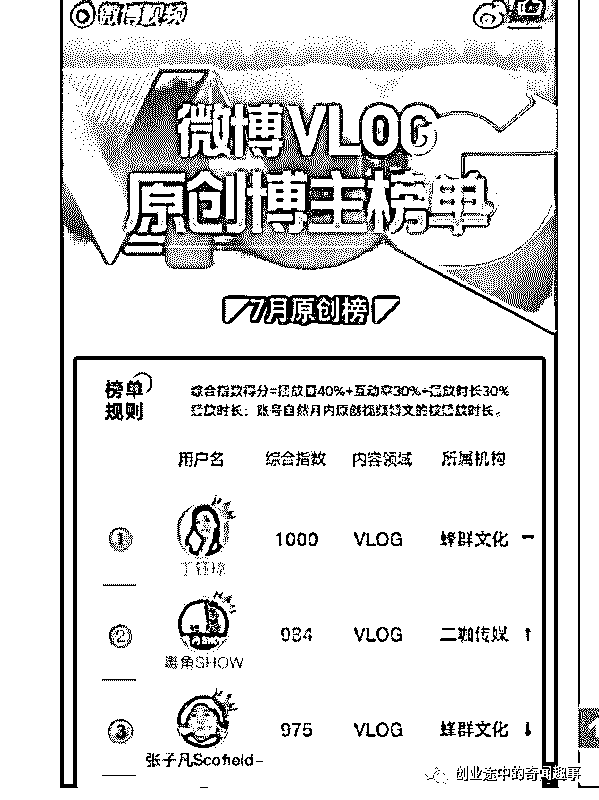 微博视频
微博VLOG
原创博主榜单
7月原创榜
榜单
规则
综合指数得分=播放量40%+互动率30%+播放时长30%
播放时长：账号自然月内原创视频博文的被播放时长。
用户名 综合指数 内容领域 所属机构
① 1000 VLOG 蜂群文化 －
② 984 VLOG 二咖传媒 ↑
角SHOW
③ 975 VLOG 蜂群文化 ↓
张子凡Scofield-
创业途中的奇闻趣事